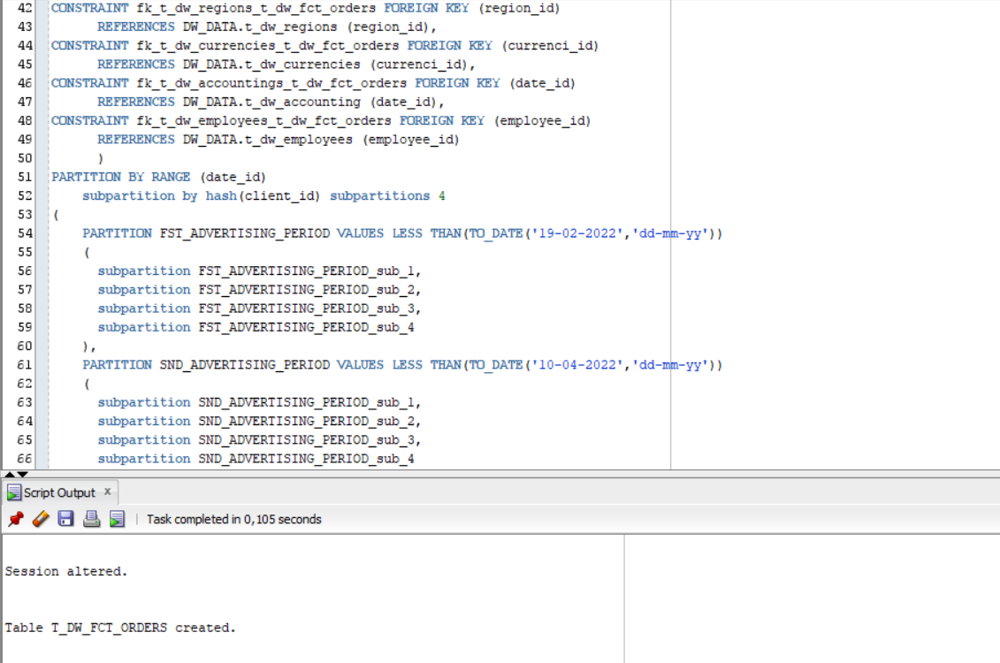 42 CONSTRAINT fk_t_dw_regions_t_dw_fct_orders FOREIGN KEY (region_id)
43 REFERENCES DW_DATA.t_dw_regions (region_id),
44 CONSTRAINT fk_t_dw_currencies_t_dw_fct_orders FOREIGN KEY (currenci_id)
45 REFERENCES DW_DATA.t_dw_currencies (currenci_id),
46 CONSTRAINT fk_t_dw_accountings_t_dw_fct_orders FOREIGN KEY (date_id)
47 REFERENCES DW_DATA.t_dw_accounting (date_id),
48 CONSTRAINT fk_t_dw_employees_t_dw_fct_orders FOREIGN KEY (employee_id)
49 REFERENCES DW_DATA.t_dw_employees (employee_id)
50 )
51 PARTITION BY RANGE (date_id)
52 subpartition by hash(client_id) subpartitions 4
53 (
54 PARTITION FST_ADVERTISING_PERIOD VALUES LESS THAN(TO_DATE('19-02-2022','dd-mm-yy'))
55 (
56 subpartition FST_ADVERTISING_PERIOD_sub_1,
57 subpartition FST_ADVERTISING_PERIOD_sub_2,
58 subpartition FST_ADVERTISING_PERIOD_sub_3,
59 subpartition FST_ADVERTISING_PERIOD_sub_4
60 ),
61 PARTITION SND_ADVERTISING_PERIOD VALUES LESS THAN(TO_DATE('10-04-2022','dd-mm-yy'))
62 (
63 subpartition SND_ADVERTISING_PERIOD_sub_1,
64 subpartition SND_ADVERTISING_PERIOD_sub_2,
65 subpartition SND_ADVERTISING_PERIOD_sub_3,
66 subpartition SND_ADVERTISING_PERIOD_sub_4
Script Output x
Task completed in 0,105 seconds
Session altered.
Table T_DW_FCT_ORDERS created.